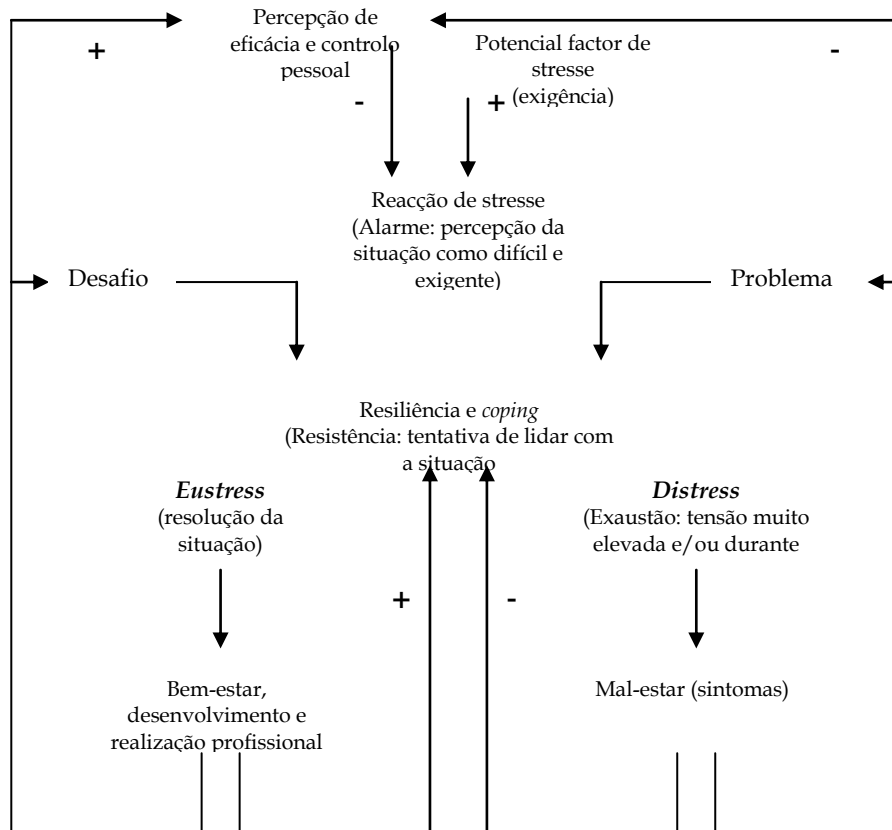 Percepção de
eficácia e controlo
pessoal
+
Potencial factor de
stresse
(exigência)
-
-
+
Reacção de stresse
(Alarme: percepção da
situação como difícil e
exigente)
Desafio
Problema
Resiliência e coping
(Resistência: tentativa de lidar com
a situação
Eustress
(resolução da
situação)
Distress
(Exaustão: tensão muito
elevada e/ou durante
+
-
Bem-estar,
desenvolvimento e
realização profissional
Mal-estar (sintomas)